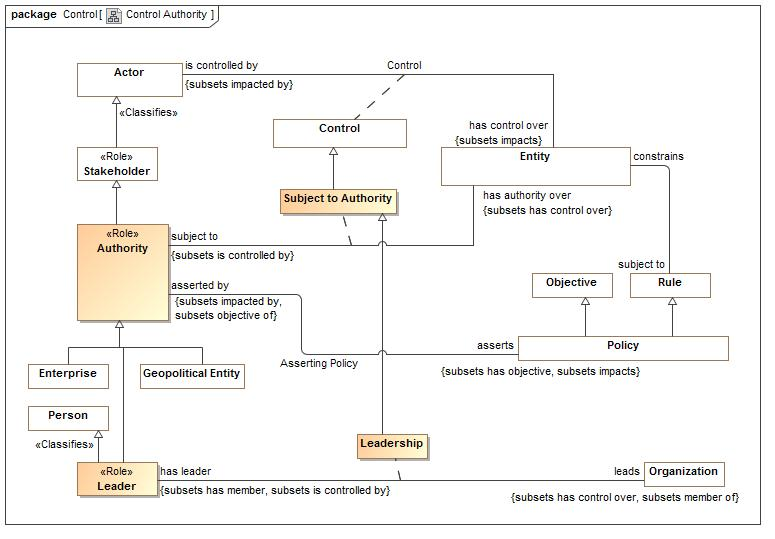 package Control[ Control Authority ]
Actor
is controlled by
{subsets impacted by}
Control
«Classifies»
Control
has control over
{subsets impacts}
Entity
constrains
«Role»
Stakeholder
Subject to Authority
has authority over
{subsets has control over}
«Role»
Authority
subject to
{subsets is controlled by}
asserted by
{subsets impacted by,
subsets objective of}
subject to
Objective
Rule
asserts
Policy
Asserting Policy
{subsets has objective, subsets impacts}
Enterprise
Geopolitical Entity
Person
«Classifies»
Leadership
«Role»
Leader
has leader
{subsets has member, subsets is controlled by}
leads
Organization
{subsets has control over, subsets member of}